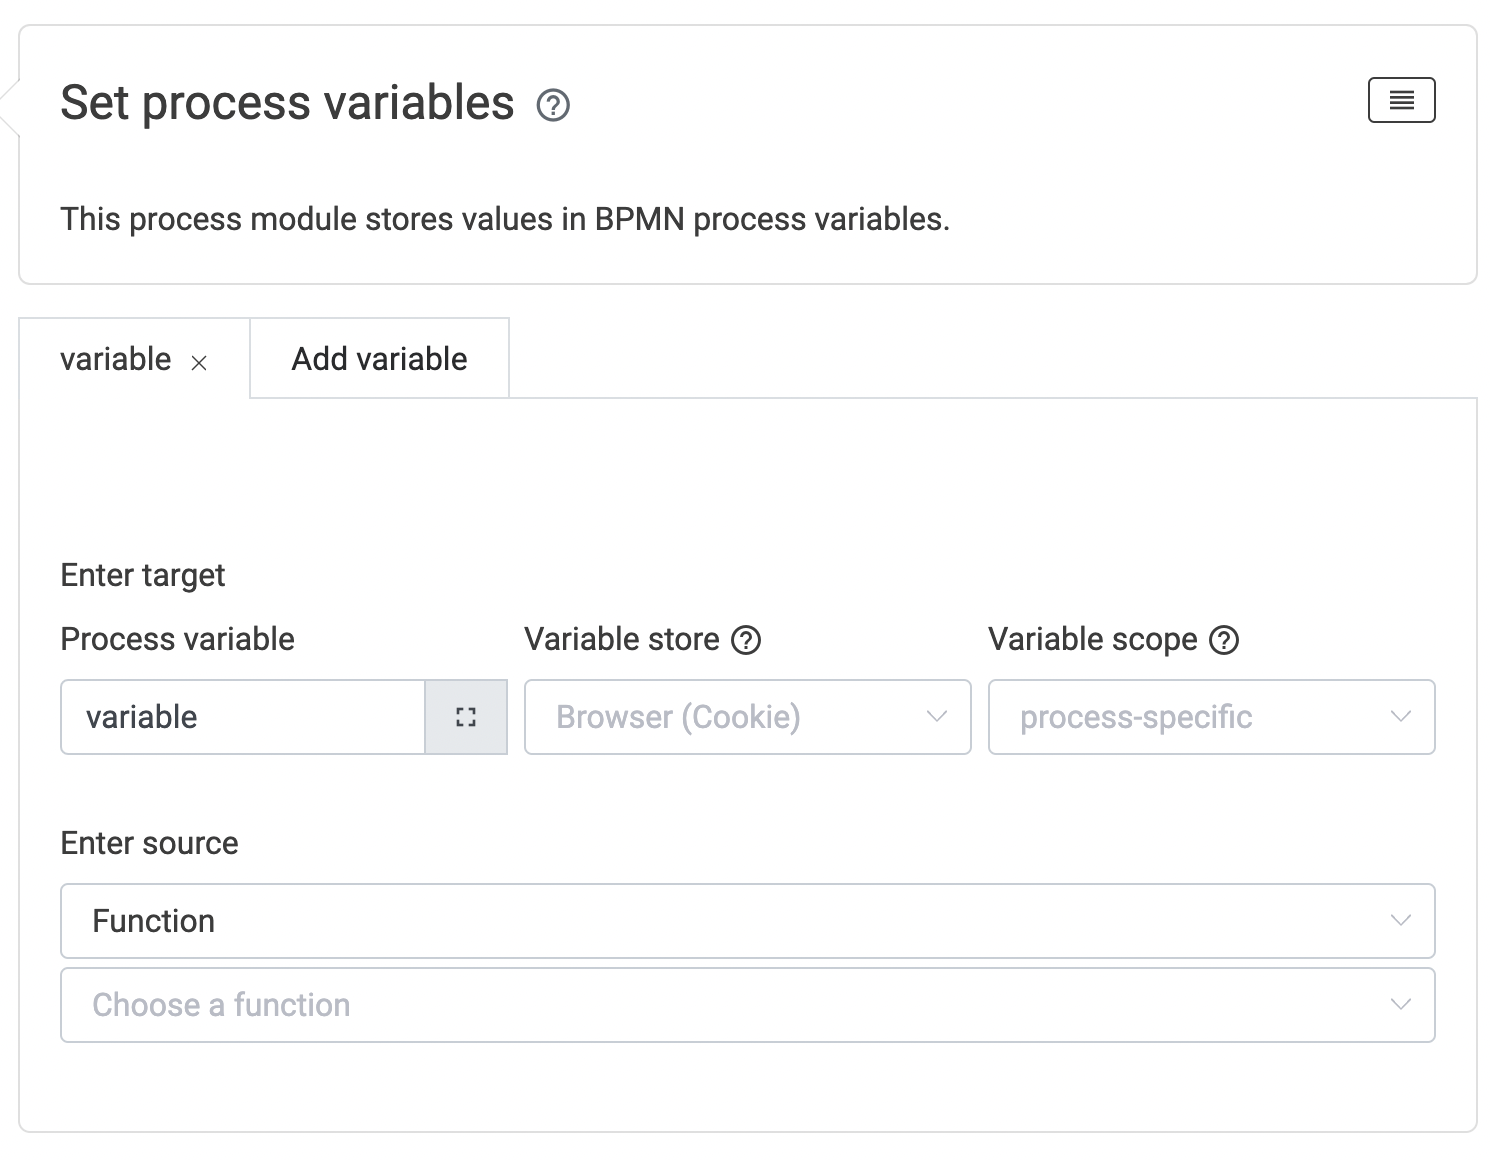 Set process variables
This process module stores values in BPMN process variables.
variable Add variable
Enter target
Process variable Variable store Variable scope
variable Browser (Cookie) process-specific
Enter source
Function
Choose a function